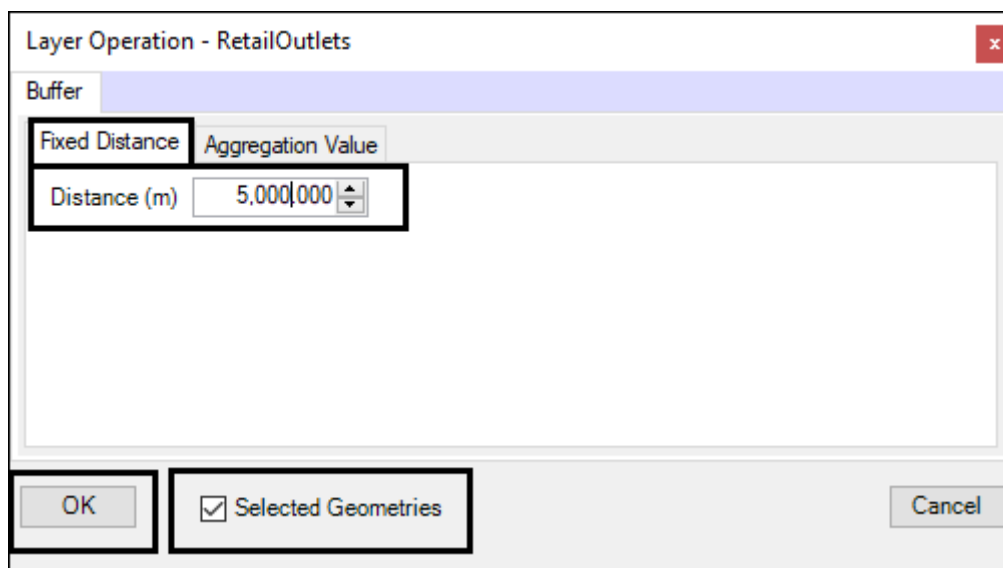 Layer Operation - RetailOutlets
x
Buffer
Fixed Distance Aggregation Value
Distance (m) 5,000,000
OK Selected Geometries Cancel